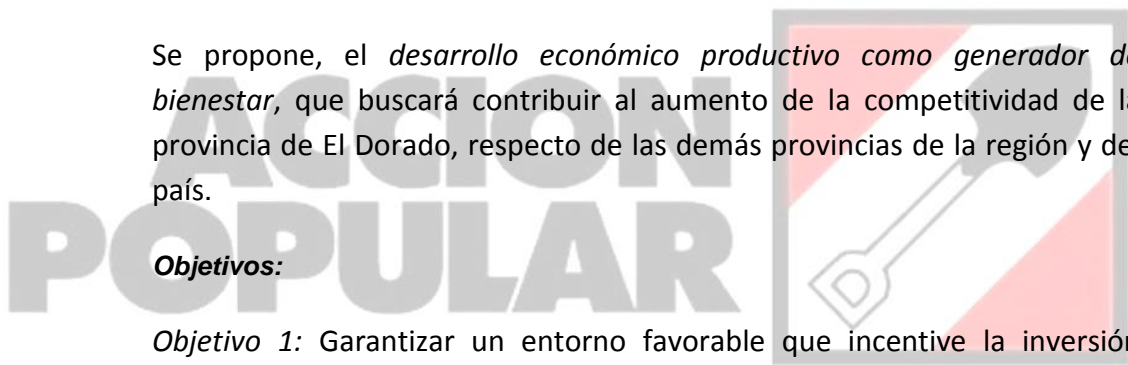 Se propone, el desarrollo económico productivo como generador d
bienestar, que buscará contribuir al aumento de la competitividad de l
provincia de El Dorado, respecto de las demás provincias de la región y de
país.
ACCION
POPULAR
Objetivos:
Objetivo 1: Garantizar un entorno favorable que incentive la inversión